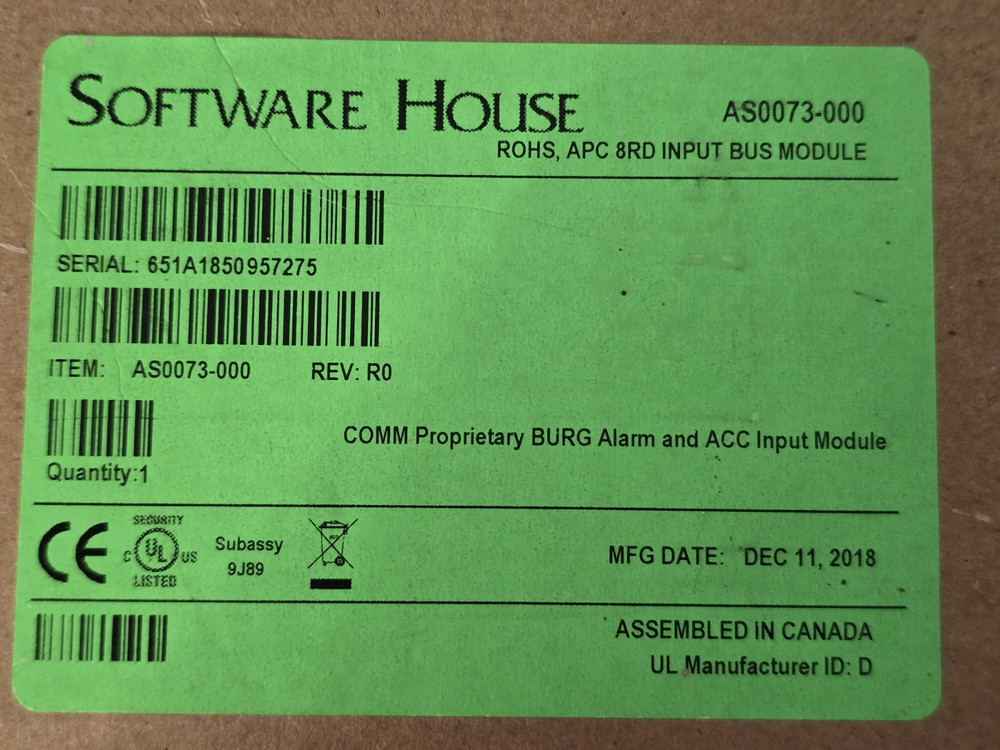 SOFTWARE HOUSE
AS0073-000
ROHS, APC 8RD INPUT BUS MODULE
SERIAL: 651A1850957275
ITEM: AS0073-000 REV: R0
COMM Proprietary BURG Alarm and ACC Input Module
Quantity:1
CE
SECURITY
C UL US
LISTED
Subassy
9J89
MFG DATE: DEC 11, 2018
ASSEMBLED IN CANADA
UL Manufacturer ID: D